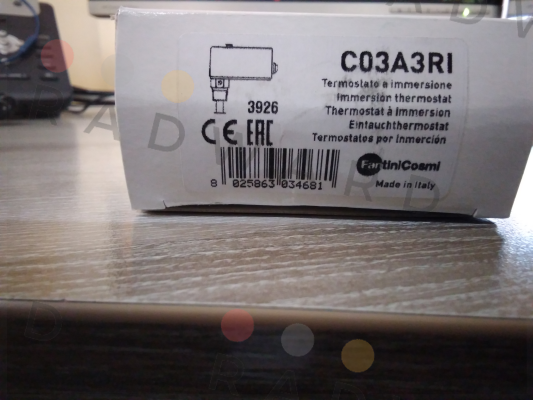 C03A3RI
Termostato a immersione
Immersion thermostat
Thermostat à Immersion
Eintauchthermostat
Termostatos por Inmerción
3926
CE EAC
FantiniCosmi
Made in Italy
8 025863 034681